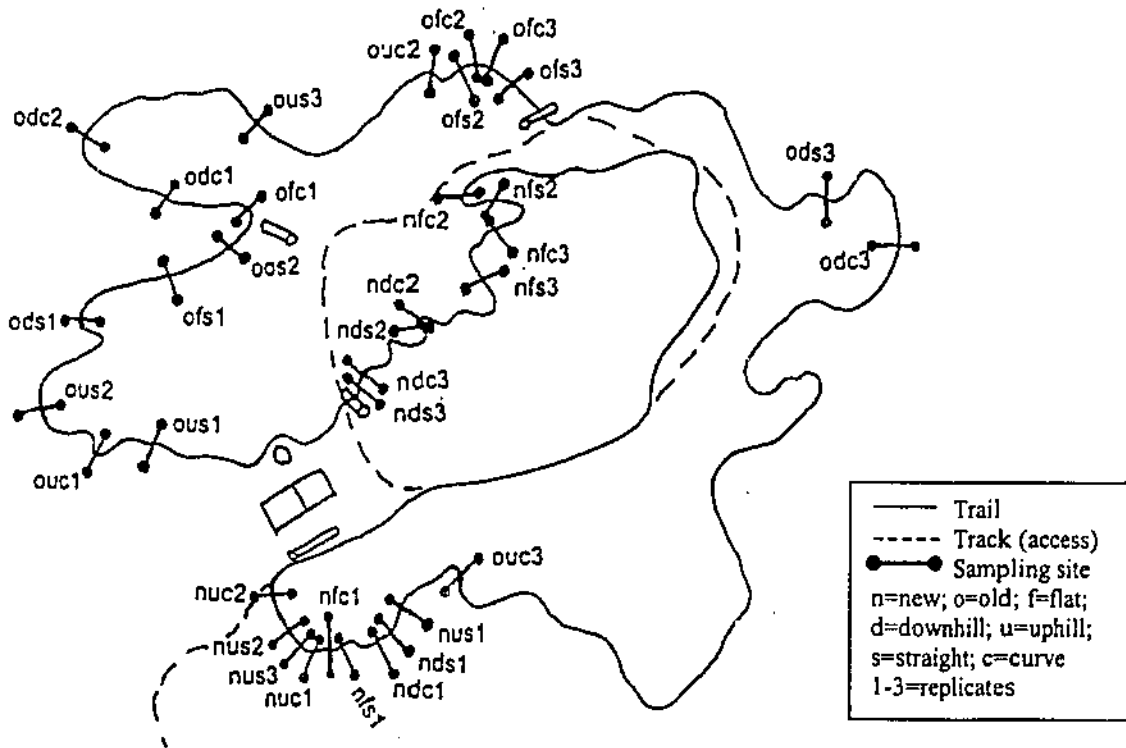 ofc2
ofc3
ouc2
ofs3
ous3
ofs2
odc2
odc1
ofc1
ods3
nfs2
nfc2
oas2
nfc3
odc3
nfs3
ndc2
ofs1
ods1
nds2
ndc3
nds3
ous2
ous1
ouc1
Trail
Track (access)
Sampling site
n=new; o=old; f=flat;
d=downhill; u=uphill;
s=straight; c=curve
1-3=replicates
ouc3
nuc2
nfc1
nus2
nus1
nus3
nds1
nuc1
nfs1
ndc1